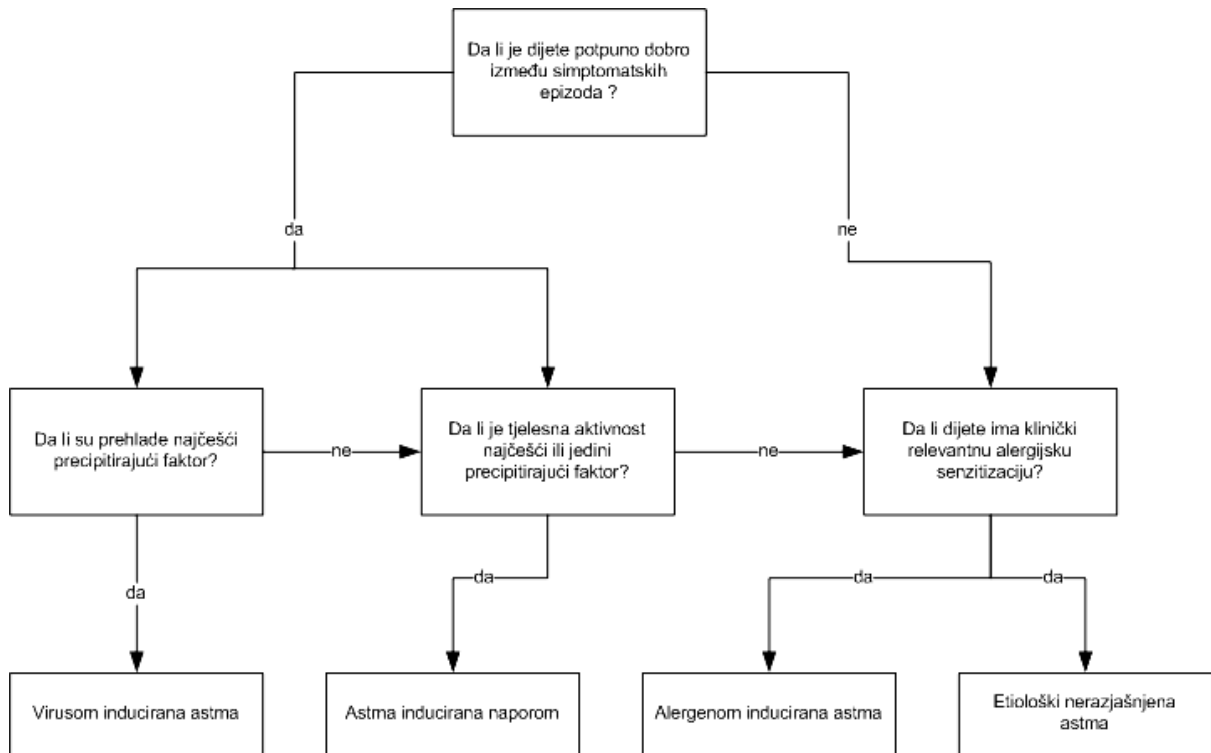 Da li je dijete potpuno dobro
između simptomatskih
epizoda ?
da
ne
Da li su prehlade najčešći
precipitirajući faktor?
ne
Da li je tjelesna aktivnost
najčešći ili jedini
precipitirajući faktor?
ne
Da li dijete ima klinički
relevantnu alergijsku
senzitizaciju?
da
da
da
da
Virusom inducirana astma
Astma inducirana naporom
Alergenom inducirana astma
Etiološki nerazjašnjena
astma